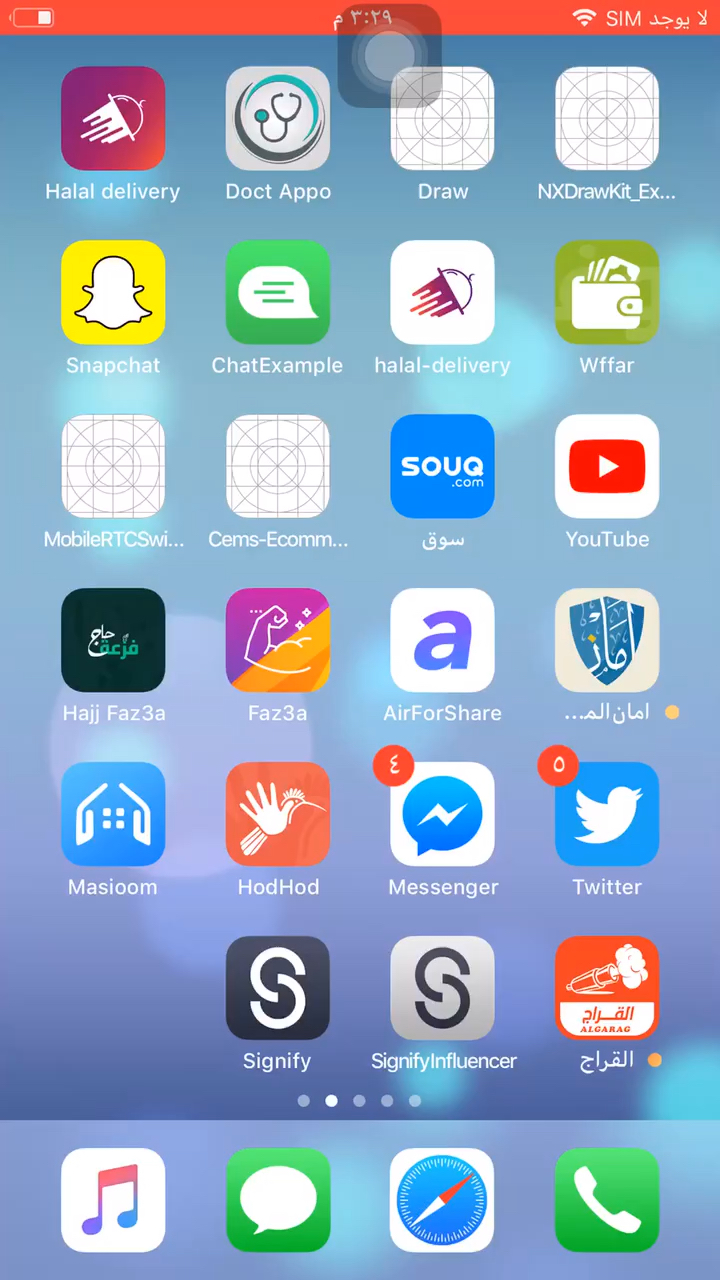 لا يوجد SIM
٣:٢٩ م
Halal delivery
Doct Appo
Draw
NXDrawKit_Ex...
Snapchat
ChatExample
halal-delivery
Wffar
MobileRTCSwi...
Cems-Ecomm...
SOUQ
.com
سوق
YouTube
حاج
فزعة
Hajj Faz3a
Faz3a
a
AirForShare
أمان
امان الم...
Masioom
HodHod
٤
Messenger
٥
Twitter
S
Signify
S
SignifyInfluencer
القراج
ALGARAG
القراج